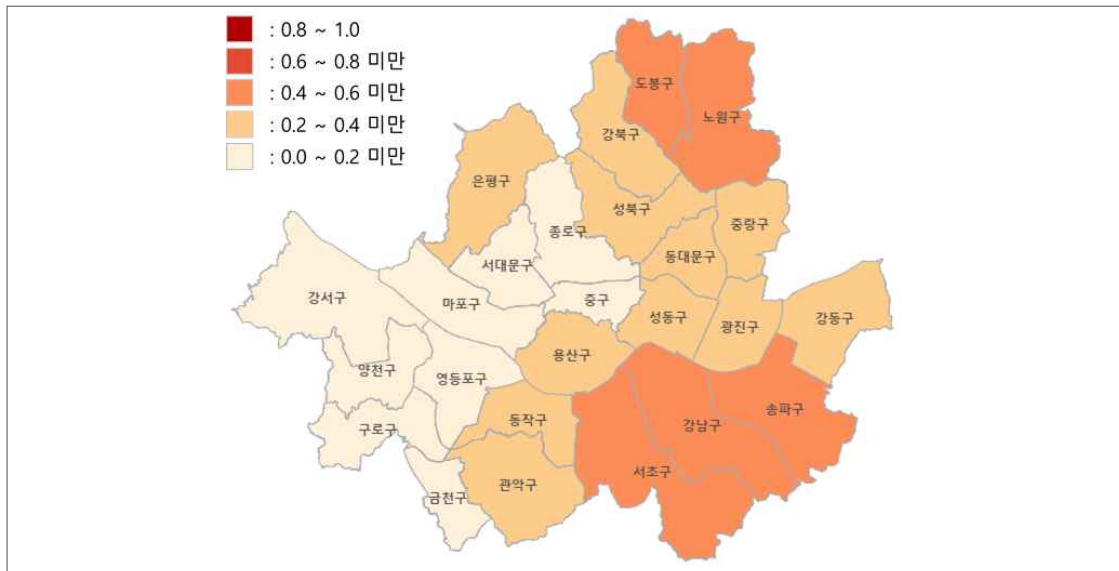 : 0.8 ~ 1.0
: 0.6 ~ 0.8 미만
: 0.4 ~ 0.6 미만
: 0.2 ~ 0.4 미만
: 0.0 ~ 0.2 미만
도봉구
노원구
강북구
은평구
성북구
중랑구
종로구
동대문구
서대문구
강서구
마포구
중구
성동구
광진구
강동구
용산구
양천구
영등포구
송파구
동작구
강남구
구로구
서초구
관악구
금천구